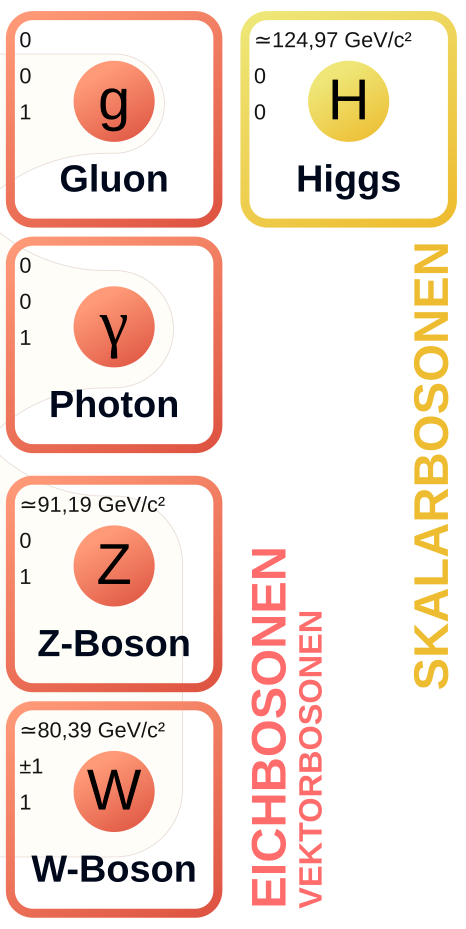 0
0
1
g
Gluon
≃124,97 GeV/c²
0
0
H
Higgs
0
0
1
γ
Photon
≃91,19 GeV/c²
0
1
Z
Z-Boson
≃80,39 GeV/c²
±1
1
W
W-Boson
EICHBOSONEN
VEKTORBOSONEN
SKALARBOSONEN